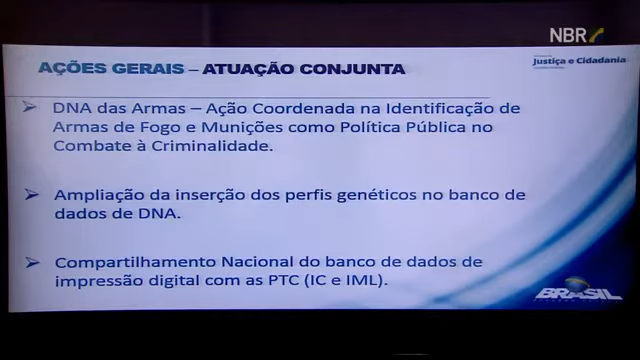 NBR
Justiça e Cidadania
AÇÕES GERAIS – ATUAÇÃO CONJUNTA
DNA das Armas – Ação Coordenada na Identificação de
Armas de Fogo e Munições como Política Pública no
Combate à Criminalidade.
Ampliação da inserção dos perfis genéticos no banco de
dados de DNA.
Compartilhamento Nacional do banco de dados de
impressão digital com as PTC (IC e IML).
BRASIL